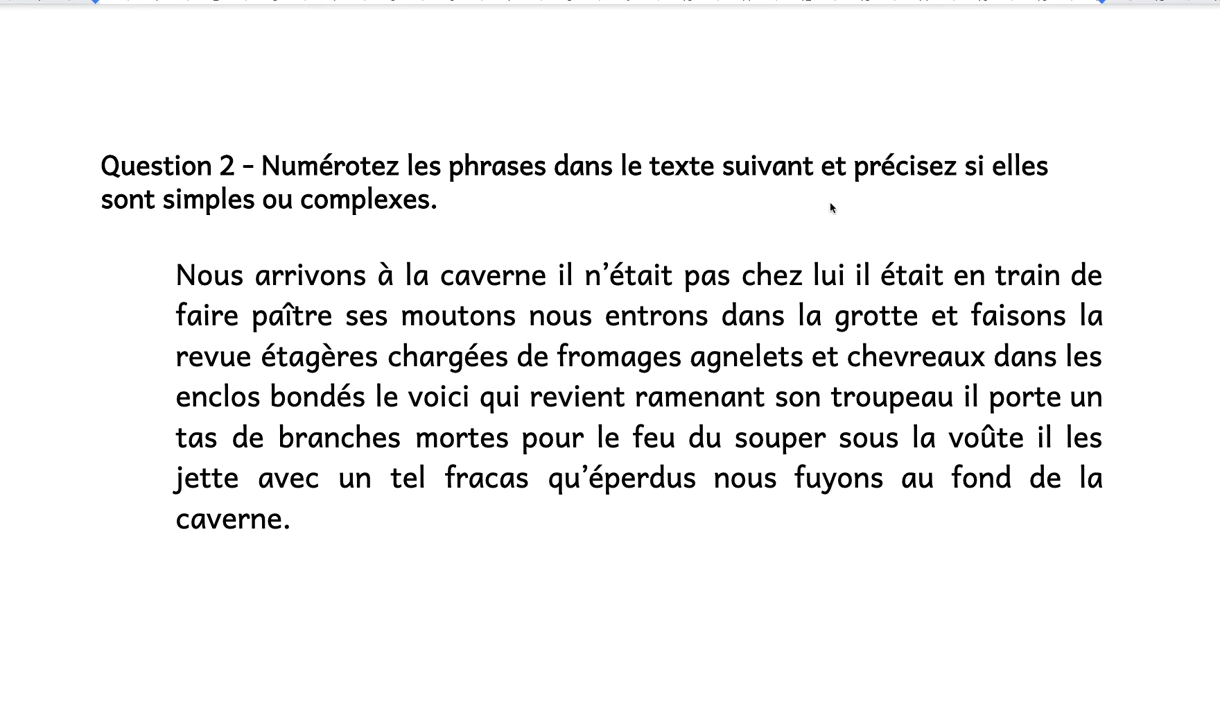 Question 2 - Numérotez les phrases dans le texte suivant et précisez si elles
sont simples ou complexes.
Nous arrivons à la caverne il n'était pas chez lui il était en train de
faire paître ses moutons nous entrons dans la grotte et faisons la
revue étagères chargées de fromages agnelets et chevreaux dans les
enclos bondés le voici qui revient ramenant son troupeau il porte un
tas de branches mortes pour le feu du souper sous la voûte il les
jette avec un tel fracas qu'éperdus nous fuyons au fond de la
caverne.